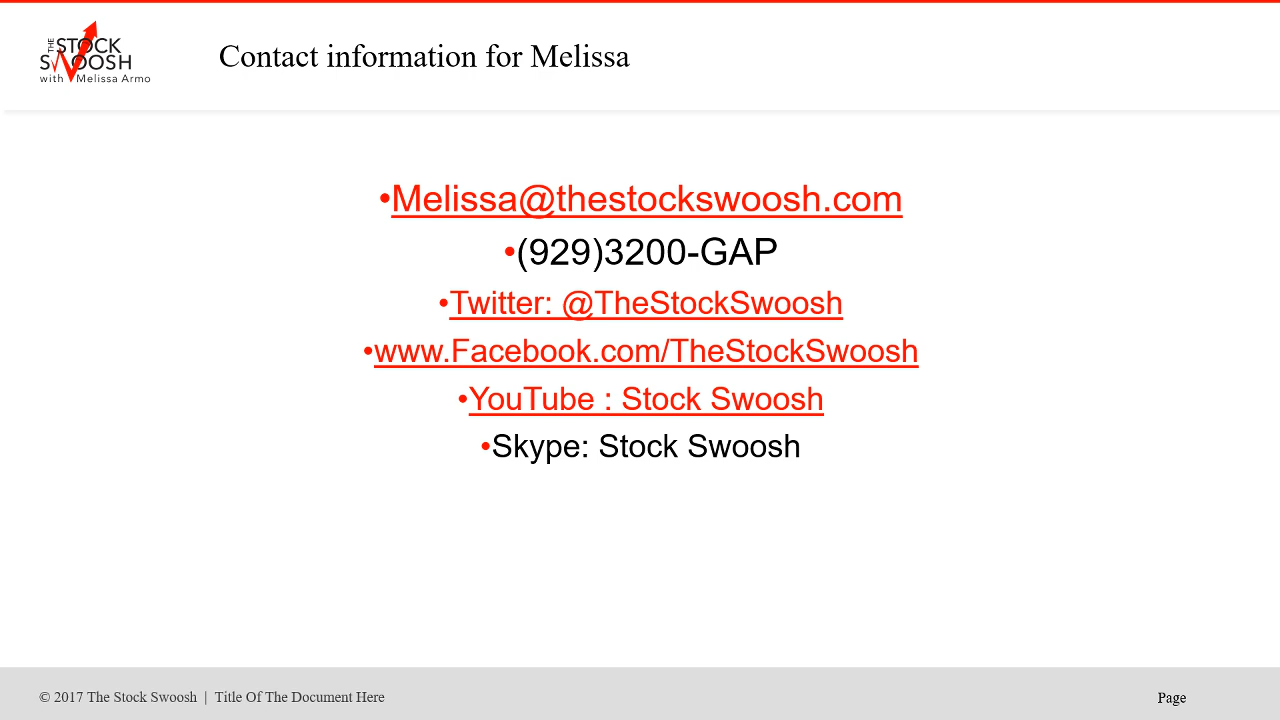 THE STOCK
SWOOSH
with Melissa Armo
Contact information for Melissa
•Melissa@thestockswoosh.com
•(929)3200-GAP
•Twitter: @TheStockSwoosh
•www.Facebook.com/TheStockSwoosh
•YouTube : Stock Swoosh
•Skype: Stock Swoosh
© 2017 The Stock Swoosh | Title Of The Document Here
Page